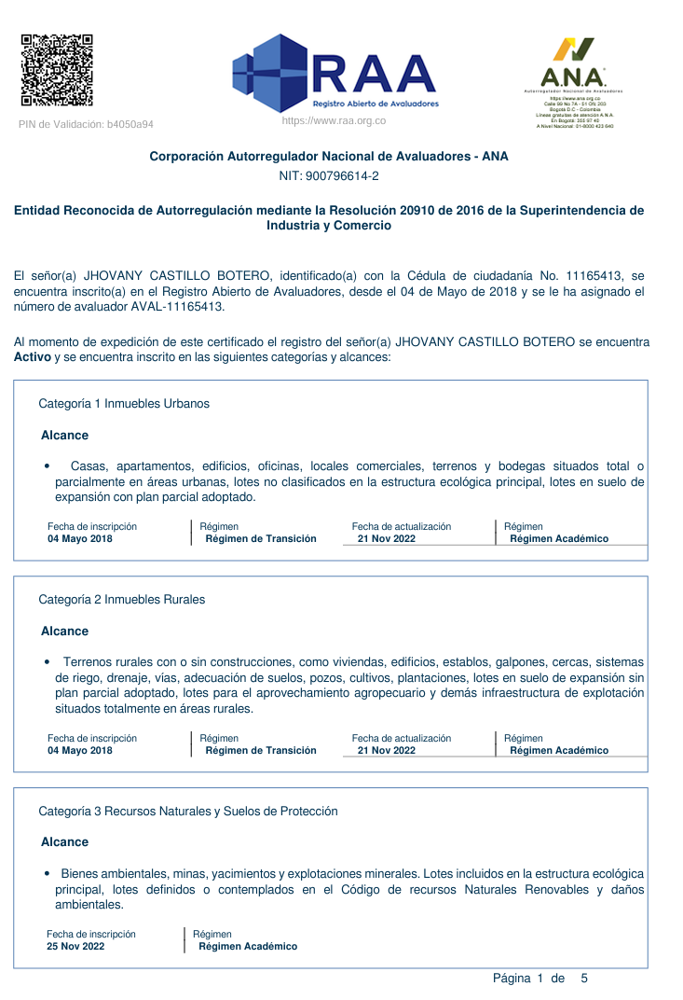 RAA
Registro Abierto de Avaluadores
https://www.raa.org.co
PIN de Validación: b4050a94
A.N.A.
Autorregulador Nacional de Avaluadores
https://www.ana.org.co
Calle 99 No 7A - 51 Ofc 203
Bogotá D.C - Colombia
Líneas gratuitas de atención A.N.A.
En Bogotá: 355 97 40
A Nivel Nacional: 01-8000 423 640
Corporación Autorregulador Nacional de Avaluadores - ANA
NIT: 900796614-2
Entidad Reconocida de Autorregulación mediante la Resolución 20910 de 2016 de la Superintendencia de
Industria y Comercio
El señor(a) JHOVANY CASTILLO BOTERO, identificado(a) con la Cédula de ciudadanía No. 11165413, se
encuentra inscrito(a) en el Registro Abierto de Avaluadores, desde el 04 de Mayo de 2018 y se le ha asignado el
número de avaluador AVAL-11165413.
Al momento de expedición de este certificado el registro del señor(a) JHOVANY CASTILLO BOTERO se encuentra
Activo y se encuentra inscrito en las siguientes categorías y alcances:
Categoría 1 Inmuebles Urbanos
Alcance
• Casas, apartamentos, edificios, oficinas, locales comerciales, terrenos y bodegas situados total o
parcialmente en áreas urbanas, lotes no clasificados en la estructura ecológica principal, lotes en suelo de
expansión con plan parcial adoptado.
Fecha de inscripción Régimen Fecha de actualización Régimen
04 Mayo 2018 Régimen de Transición 21 Nov 2022 Régimen Académico
Categoría 2 Inmuebles Rurales
Alcance
• Terrenos rurales con o sin construcciones, como viviendas, edificios, establos, galpones, cercas, sistemas
de riego, drenaje, vías, adecuación de suelos, pozos, cultivos, plantaciones, lotes en suelo de expansión sin
plan parcial adoptado, lotes para el aprovechamiento agropecuario y demás infraestructura de explotación
situados totalmente en áreas rurales.
Fecha de inscripción Régimen Fecha de actualización Régimen
04 Mayo 2018 Régimen de Transición 21 Nov 2022 Régimen Académico
Categoría 3 Recursos Naturales y Suelos de Protección
Alcance
• Bienes ambientales, minas, yacimientos y explotaciones minerales. Lotes incluidos en la estructura ecológica
principal, lotes definidos o contemplados en el Código de recursos Naturales Renovables y daños
ambientales.
Fecha de inscripción Régimen
25 Nov 2022 Régimen Académico
Página 1 de 5